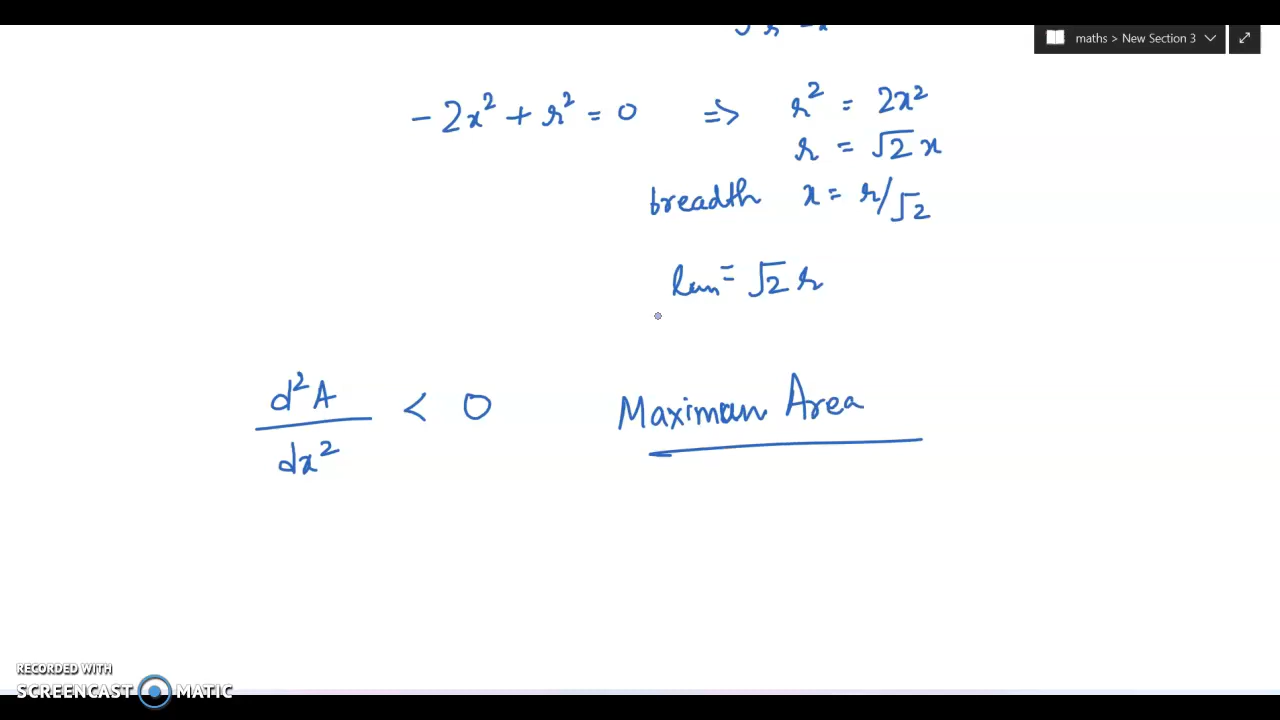 maths > New Section 3
- 2x² + r² = 0 => r² = 2x²
r = √2 x
breadth x = r/√2
len = √2 r
d²A/dx² < 0 Maximum Area
RECORDED WITH
SCREENCAST MATIC